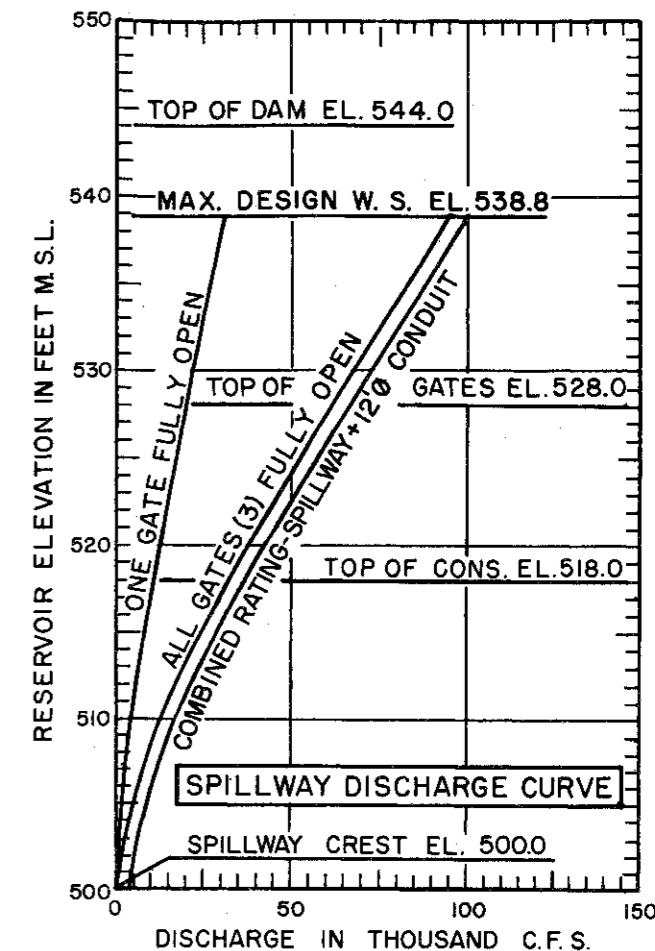 550
TOP OF DAM EL. 544.0
540
MAX. DESIGN W. S. EL. 538.8
530
TOP OF GATES EL. 528.0
520
TOP OF CONS. EL. 518.0
510
ONE GATE FULLY OPEN
ALL GATES (3) FULLY OPEN
COMBINED RATING-SPILLWAY+12'Ø CONDUIT
SPILLWAY DISCHARGE CURVE
SPILLWAY CREST EL. 500.0
500
0 50 100 150
DISCHARGE IN THOUSAND C.F.S.
RESERVOIR ELEVATION IN FEET M.S.L.